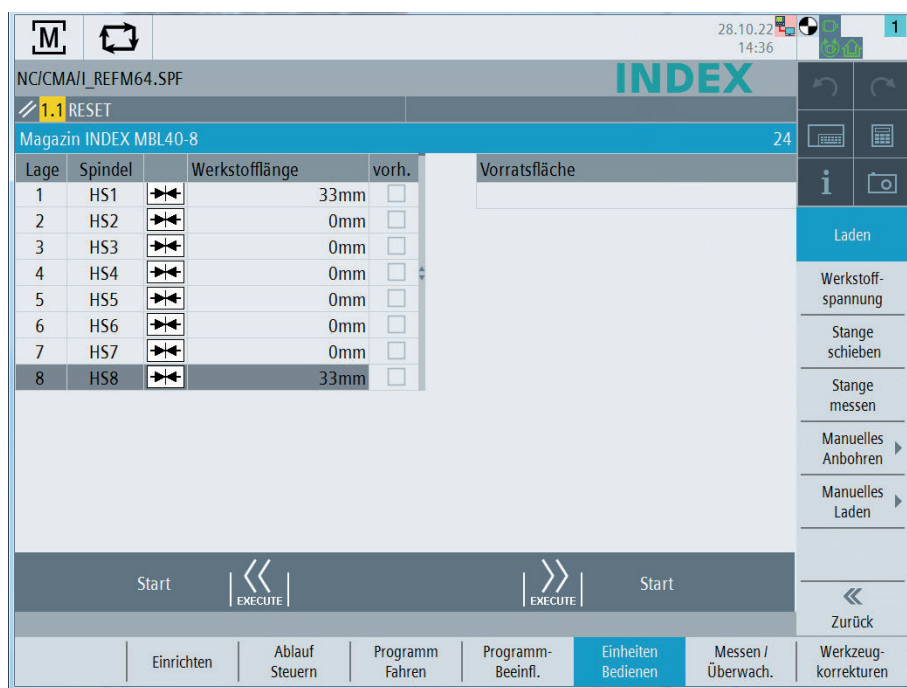 M
28.10.22
14:36
1
NC/CMA/I_REFM64.SPF
INDEX
1.1 RESET
Magazin INDEX MBL40-8 24
Lage Spindel Werkstofflänge vorh. Vorratsfläche
1 HS1 33mm
2 HS2 0mm
3 HS3 0mm
4 HS4 0mm
5 HS5 0mm
6 HS6 0mm
7 HS7 0mm
8 HS8 33mm
i
Laden
Werkstoff-
spannung
Stange
schieben
Stange
messen
Manuelles
Anbohren
Manuelles
Laden
Start EXECUTE EXECUTE Start
Zurück
Einrichten
Ablauf
Steuern
Programm
Fahren
Programm-
Beeinfl.
Einheiten
Bedienen
Messen /
Überwach.
Werkzeug-
korrekturen